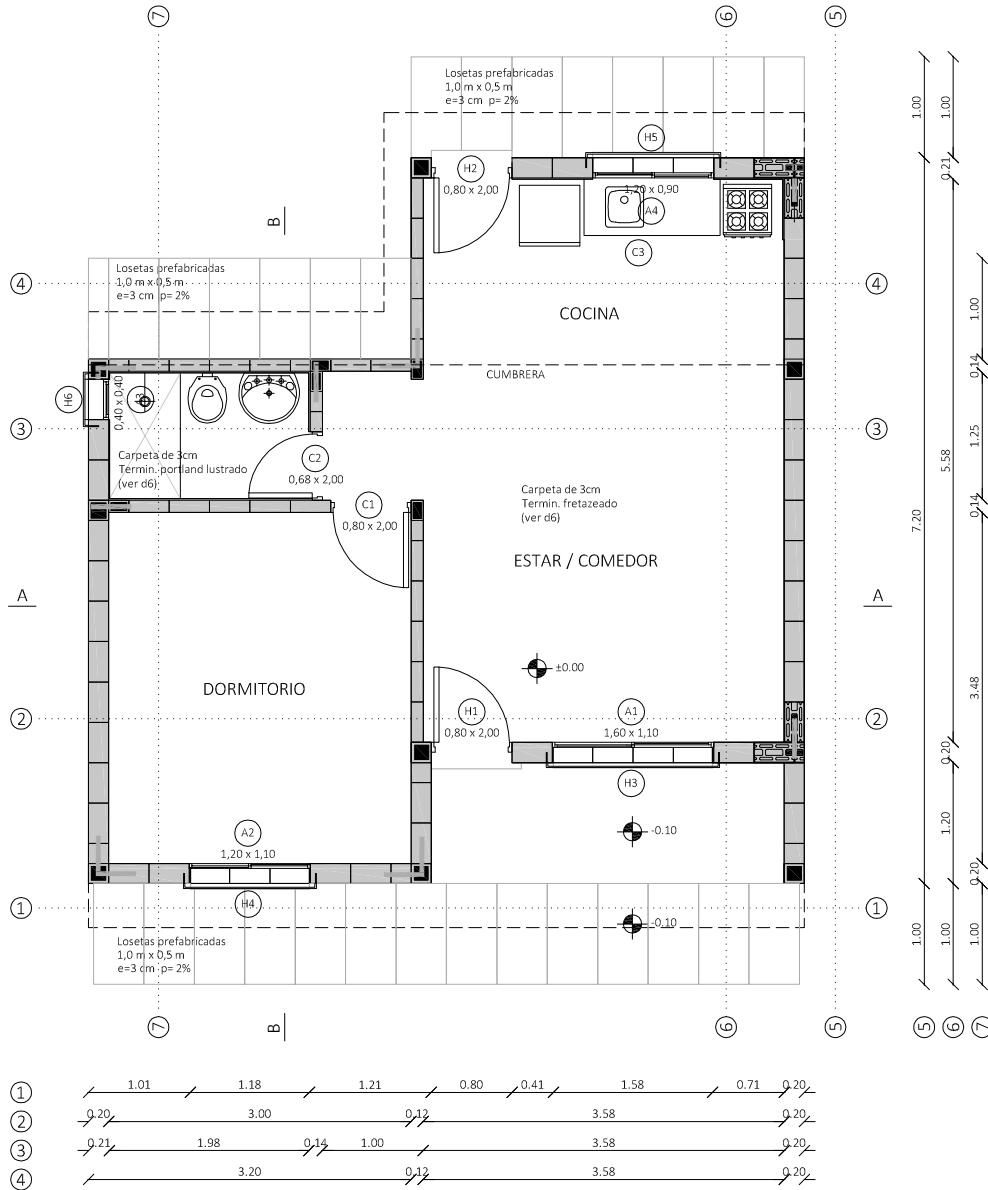 7
6
5
Losetas prefabricadas
1,0 m x 0,5 m
e=3 cm p= 2%
1.00
1.00
H5
H2
0,80 x 2,00
1,20 x 0,90
A4
C3
0.21
B
Losetas prefabricadas
1,0 m x 0,5 m
e=3 cm p= 2%
4
4
COCINA
1.00
CUMBRERA
0.14
H6
0,40 x 0,40
A3
3
3
1.25
Carpeta de 3cm
Termin. portland lustrado
(ver d6)
C2
0,68 x 2,00
5.58
C1
0,80 x 2,00
Carpeta de 3cm
Termin. fretazeado
(ver d6)
0.14
7.20
ESTAR / COMEDOR
A
A
±0.00
DORMITORIO
3.48
2
2
H1
0,80 x 2,00
A1
1,60 x 1,10
0.20
H3
-0.10
1.20
A2
1,20 x 1,10
0.20
H4
1
1
-0.10
1.00
1.00
1.00
Losetas prefabricadas
1,0 m x 0,5 m
e=3 cm p= 2%
B
7
6
5
5
6
7
1
1.01
1.18
1.21
0.80
0.41
1.58
0.71
0.20
2
0.20
3.00
0.12
3.58
0.20
3
0.21
1.98
0.14
1.00
3.58
0.20
4
3.20
0.12
3.58
0.20